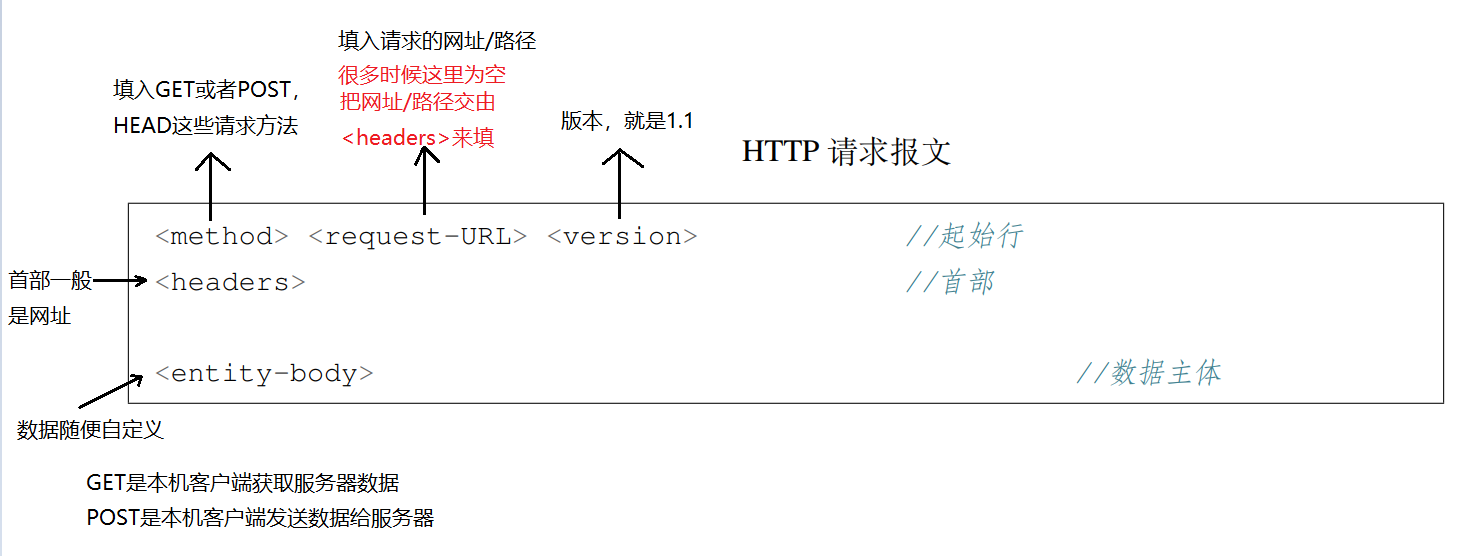 填入请求的网址/路径
很多时候这里为空
把网址/路径交由
<headers>来填
填入GET或者POST，
HEAD这些请求方法
版本，就是1.1
HTTP 请求报文
<method> <request-URL> <version> //起始行
首部一般
是网址
<headers> //首部
<entity-body> //数据主体
数据随便自定义
GET是本机客户端获取服务器数据
POST是本机客户端发送数据给服务器